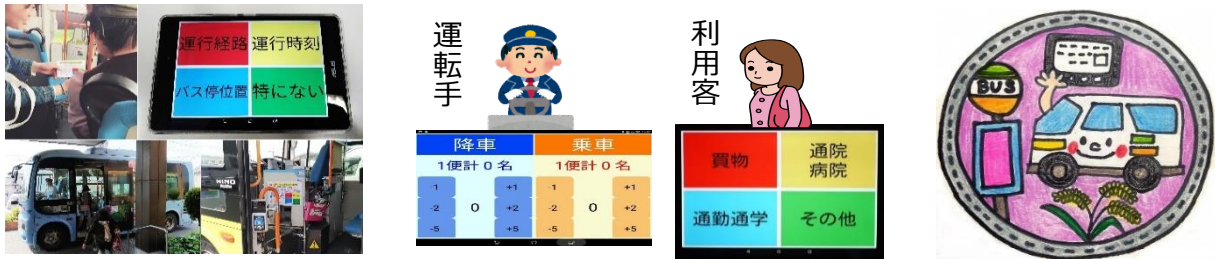 運行経路
運行時刻
バス停位置
特にない
運転手
降車
乗車
1便計0名
1便計0名
-1
0
+1
-1
0
+1
-2
+2
-2
+2
-5
+5
-5
+5
利用客
買物
通院
病院
通勤通学
その他
HINO
BUS